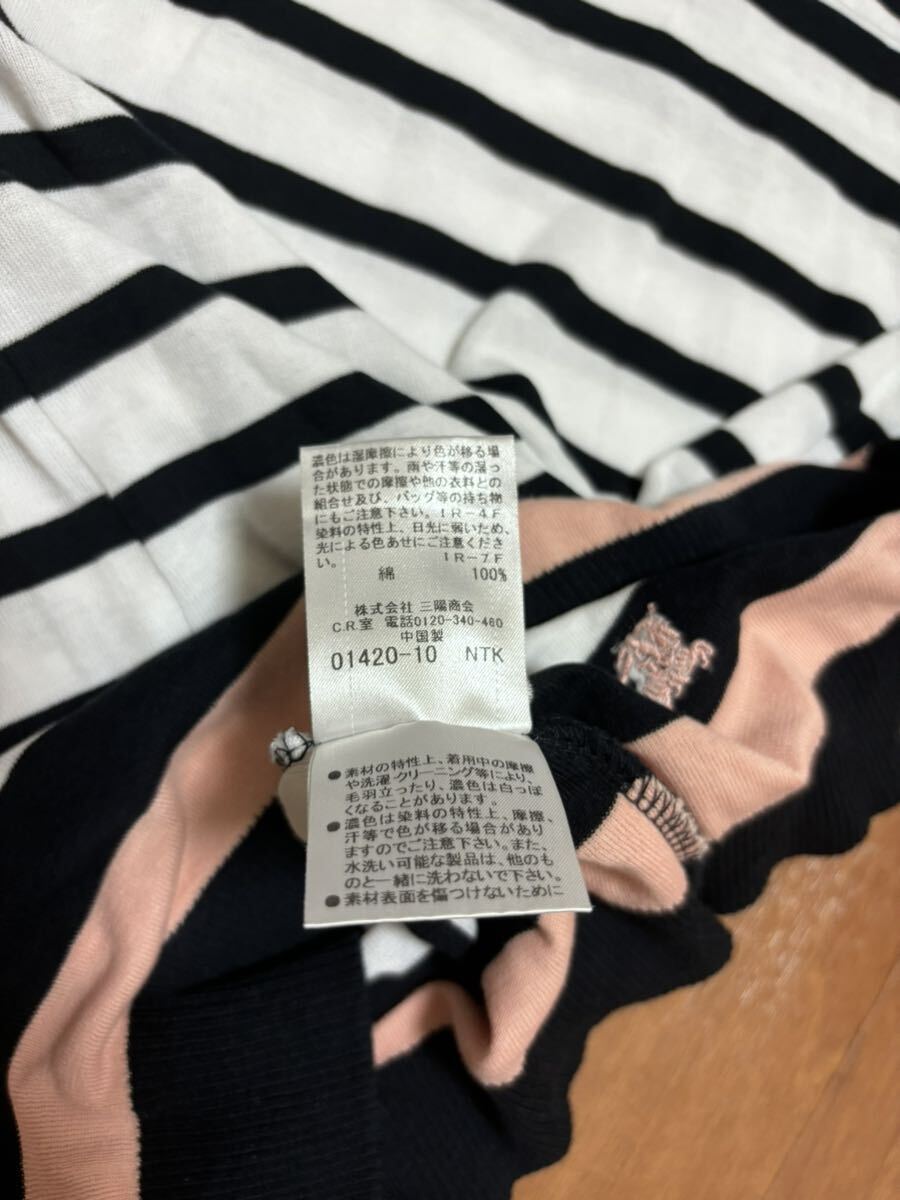 濃色は湿摩擦により色が移る場
合があります。雨や汗等の湿っ
た状態での摩擦や他の衣料との
組合せ及び、バッグ等の持ち物
にもご注意下さい。IR-4F
染料の特性上、日光に弱いため、
光による色あせにご注意くださ
い。 IR-7F
綿 100%
株式会社 三陽商会
C.R.室 電話0120-340-460
中国製
01420-10 NTK
●素材の特性上、着用中の摩擦
や洗濯・クリーニング等により、
毛羽立ったり、濃色は白っぽ
くなることがあります。
●濃色は染料の特性上、摩擦、
汗等で色が移る場合があり
ますのでご注意下さい。また、
水洗い可能な製品は、他のも
のと一緒に洗わないで下さい。
●素材表面を傷つけないために